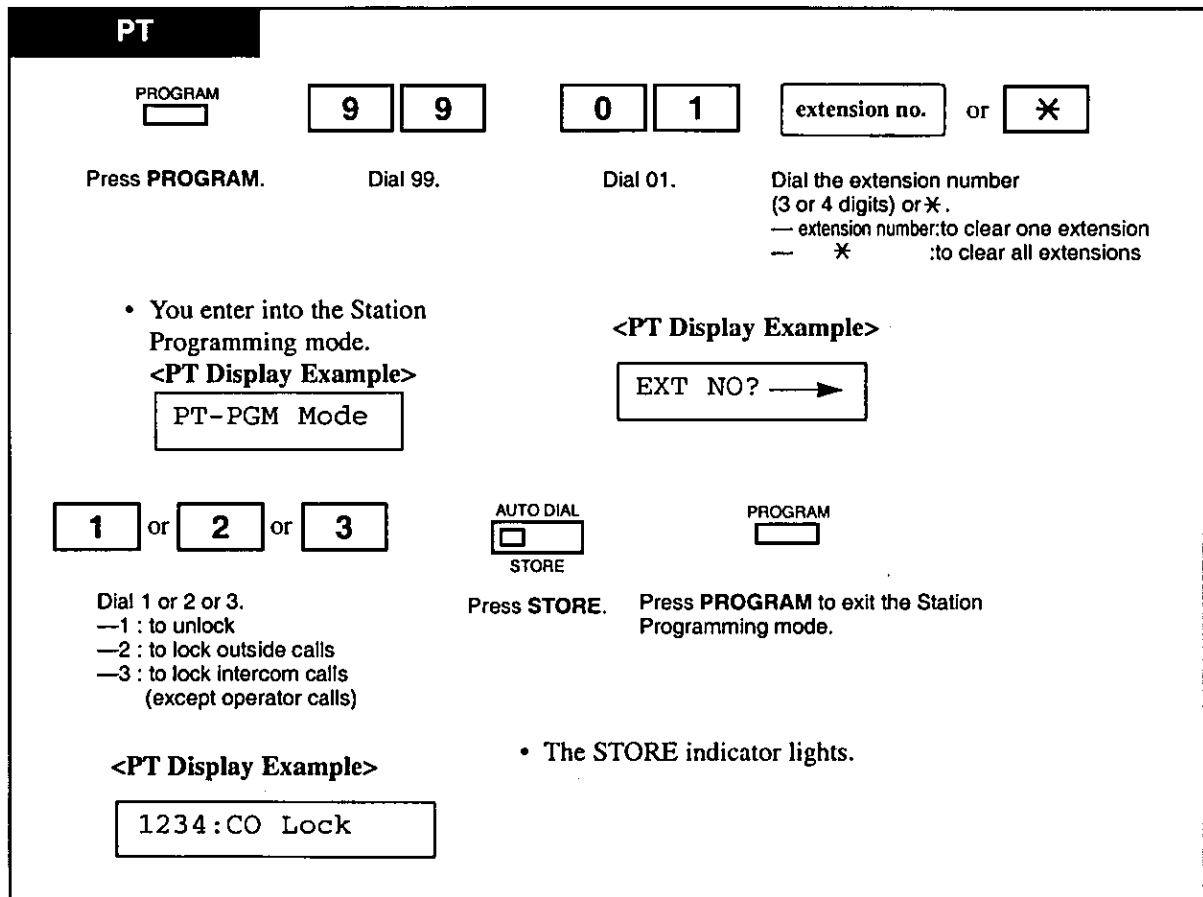 PT
PROGRAM
9 9 0 1 extension no. or ✳
Press PROGRAM.
Dial 99.
Dial 01.
Dial the extension number
(3 or 4 digits) or ✳.
— extension number:to clear one extension
— ✳ :to clear all extensions
• You enter into the Station
Programming mode.
<PT Display Example>
PT-PGM Mode
<PT Display Example>
EXT NO?
1 or 2 or 3
Dial 1 or 2 or 3.
—1 : to unlock
—2 : to lock outside calls
—3 : to lock intercom calls
(except operator calls)
AUTO DIAL
STORE
Press STORE.
PROGRAM
Press PROGRAM to exit the Station
Programming mode.
<PT Display Example>
1234:CO Lock
• The STORE indicator lights.